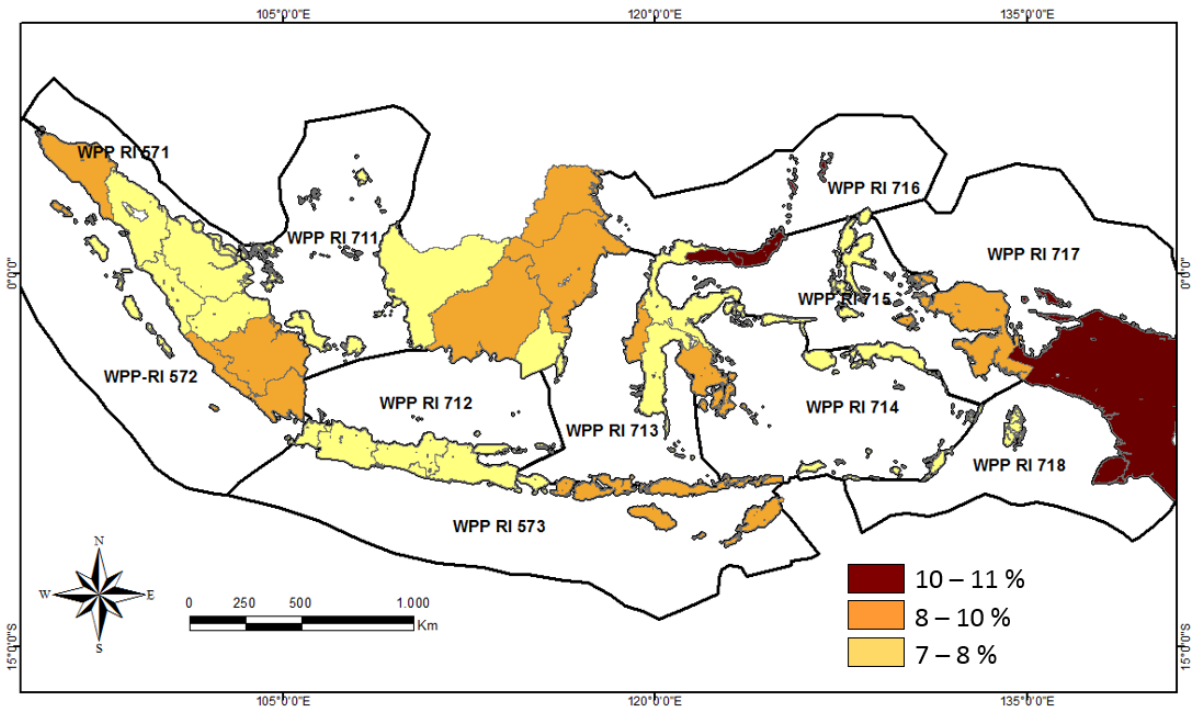 105°0'0"E
120°0'0"E
135°0'0"E
WPP RI 571
WPP RI 716
WPP RI 711
WPP RI 717
0°0'0"
0°0'0"
WPP RI 715
WPP-RI 572
WPP RI 712
WPP RI 714
WPP RI 713
WPP RI 718
WPP RI 573
N
W
E
S
0
250
500
1.000
Km
10 – 11 %
8 – 10 %
7 – 8 %
15°0'0"S
15°0'0"S
105°0'0"E
120°0'0"E
135°0'0"E